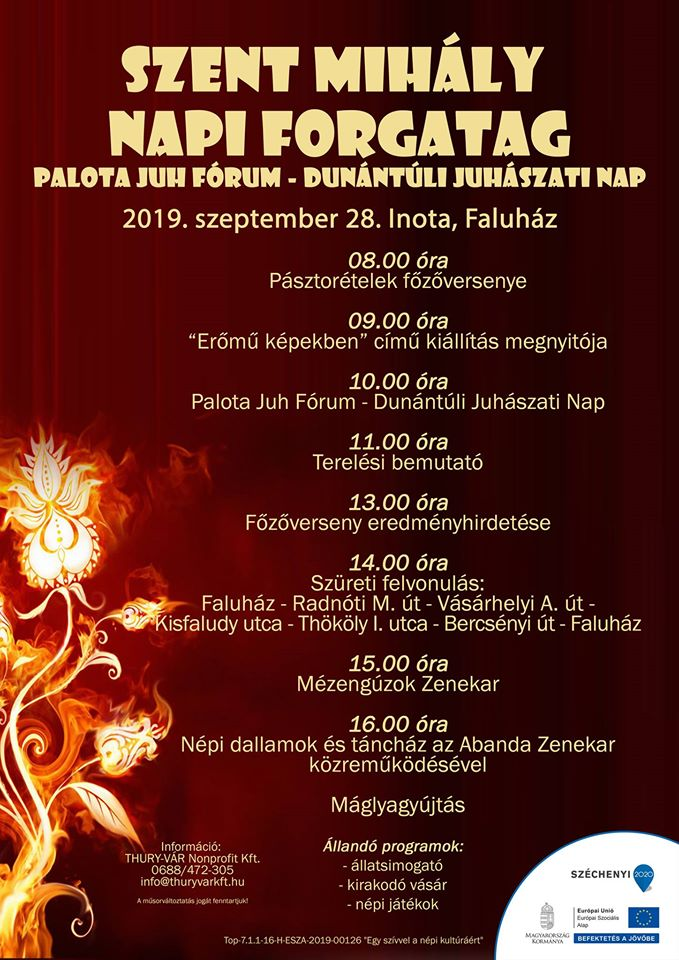 SZENT MIHÁLY
NAPI FORGATAG
PALOTA JUH FÓRUM - DUNÁNTÚLI JUHÁSZATI NAP
2019. szeptember 28. Inota, Faluház
08.00 óra
Pásztorételek főzőversenye
09.00 óra
“Erőmű képekben” című kiállítás megnyitója
10.00 óra
Palota Juh Fórum - Dunántúli Juhászati Nap
11.00 óra
Terelési bemutató
13.00 óra
Főzőverseny eredményhirdetése
14.00 óra
Szüreti felvonulás:
Faluház - Radnóti M. út - Vásárhelyi A. út -
Kisfaludy utca - Thököly I. utca - Bercsényi út - Faluház
15.00 óra
Mézengúzok Zenekar
16.00 óra
Népi dallamok és táncház az Abanda Zenekar
közreműködésével
Máglyagyújtás
Információ:
THURY-VÁR Nonprofit Kft.
0688/472-305
info@thuryvarkft.hu
A műsorváltoztatás jogát fenntartjuk!
Állandó programok:
- állatsimogató
- kirakodó vásár
- népi játékok
SZÉCHENYI 2020
MAGYARORSZÁG
KORMÁNYA
Európai Unió
Európai Szociális
Alap
BEFEKTETÉS A JÖVŐBE
Top-7.1.1-16-H-ESZA-2019-00126 "Egy szívvel a népi kultúráért"